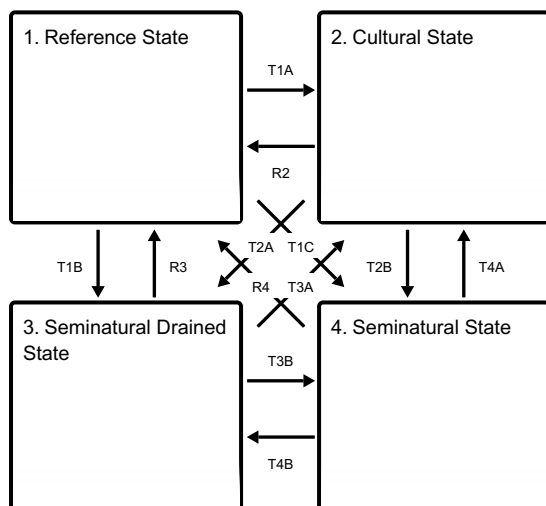 1. Reference State
2. Cultural State
T1A
R2
T2A
T1C
T1B
R3
T2B
T4A
R4
T3A
3. Seminatural Drained
State
4. Seminatural State
T3B
T4B